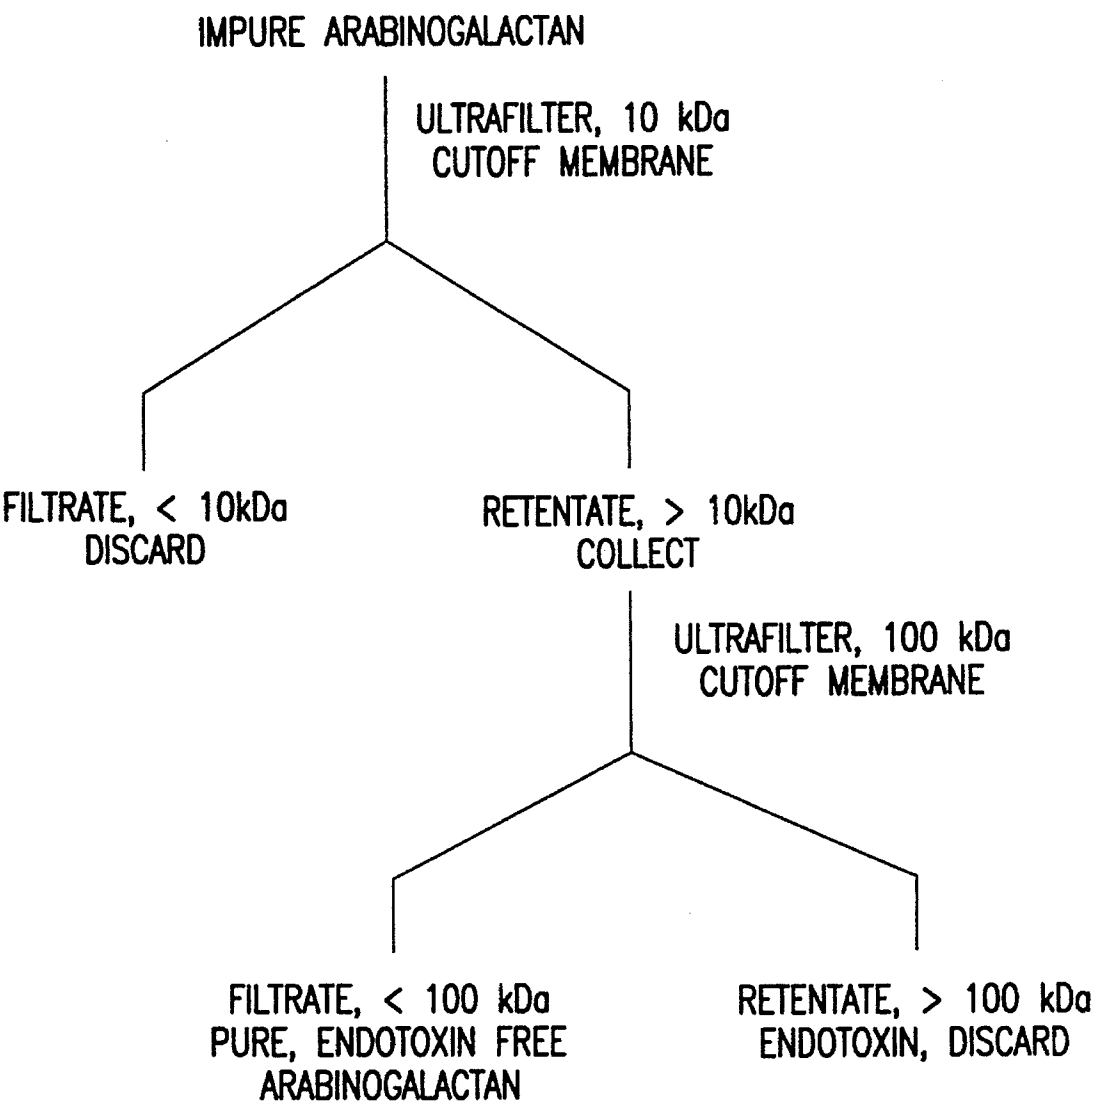 IMPURE ARABINOGALACTAN
ULTRAFILTER, 10 kDa
CUTOFF MEMBRANE
FILTRATE, < 10kDa
DISCARD
RETENTATE, > 10kDa
COLLECT
ULTRAFILTER, 100 kDa
CUTOFF MEMBRANE
FILTRATE, < 100 kDa
PURE, ENDOTOXIN FREE
ARABINOGALACTAN
RETENTATE, > 100 kDa
ENDOTOXIN, DISCARD